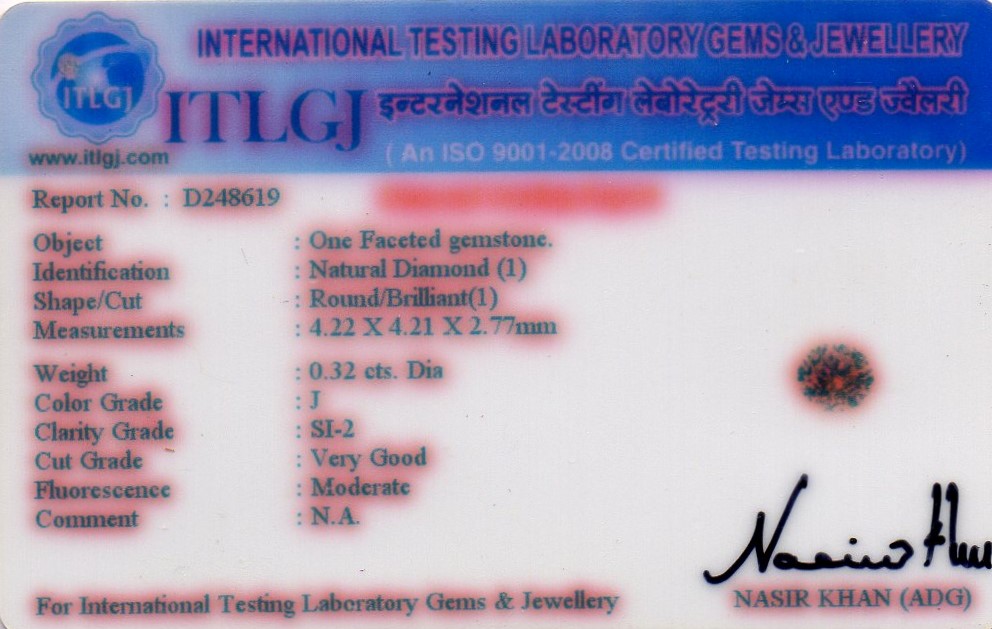 INTERNATIONAL TESTING LABORATORY GEMS & JEWELLERY
ITLGJ
ITLGJ इन्टरनेशनल टेस्टींग लेबोरेट्ररी जेम्स एण्ड ज्वैलरी
www.itlgj.com
( An ISO 9001-2008 Certified Testing Laboratory)
Report No. : D248619
Object : One Faceted gemstone.
Identification : Natural Diamond (1)
Shape/Cut : Round/Brilliant(1)
Measurements : 4.22 X 4.21 X 2.77mm
Weight : 0.32 cts. Dia
Color Grade : J
Clarity Grade : SI-2
Cut Grade : Very Good
Fluorescence : Moderate
Comment : N.A.
Nasir Khan
For International Testing Laboratory Gems & Jewellery
NASIR KHAN (ADG)